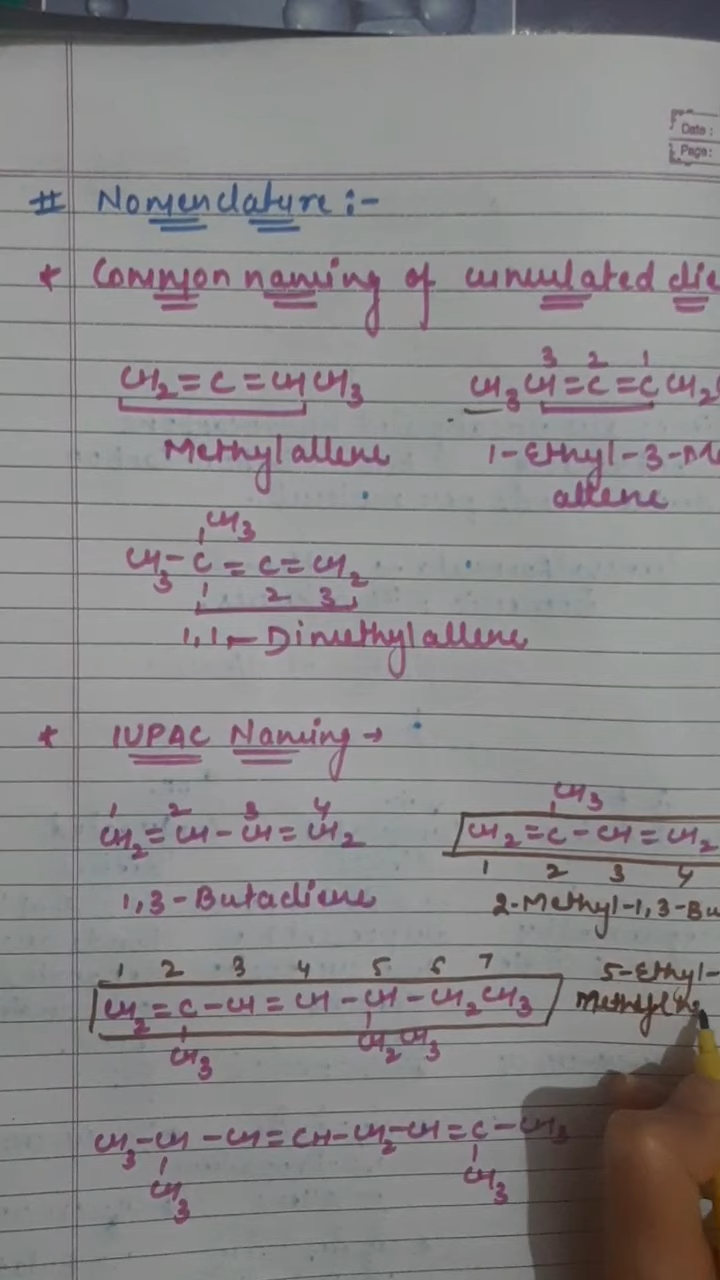 Date :
Page:
# Nomenclature :-
* Common naming of cumulated die
CH2=C=CHCH3
3 2 1
CH3CH=C=CCH2
Methylallene
1-Ethyl-3-Me
allene
CH3
CH3-C=C=CH2
1 2 3
1,1-Dimethylallene
* IUPAC Naming →
1 2 3 4
CH2=CH-CH=CH2
1,3-Butadiene
CH3
CH2=C-CH=CH2
1 2 3 4
2-Methyl-1,3-Bu
1 2 3 4 5 6 7
CH2=C-CH=CH-CH-CH2CH3
CH3 CH2CH3
5-Ethyl-
CH3-CH-CH=CH-CH2-CH=C-CH3
CH3 CH3